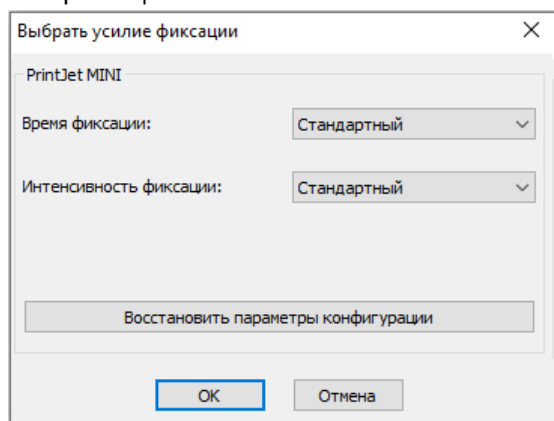 Выбрать усилие фиксации
PrintJet MINI
Время фиксации: Стандартный
Интенсивность фиксации: Стандартный
Восстановить параметры конфигурации
OK Отмена